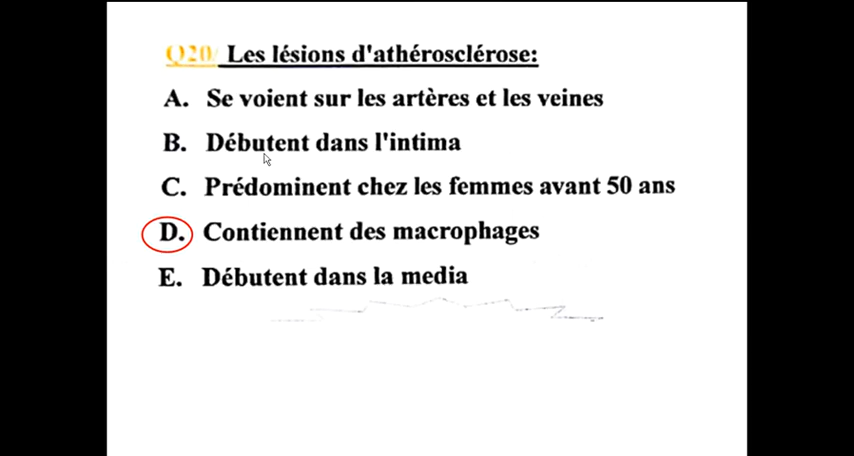 Q20/ Les lésions d'athérosclérose:
A. Se voient sur les artères et les veines
B. Débutent dans l'intima
C. Prédominent chez les femmes avant 50 ans
D. Contiennent des macrophages
E. Débutent dans la media